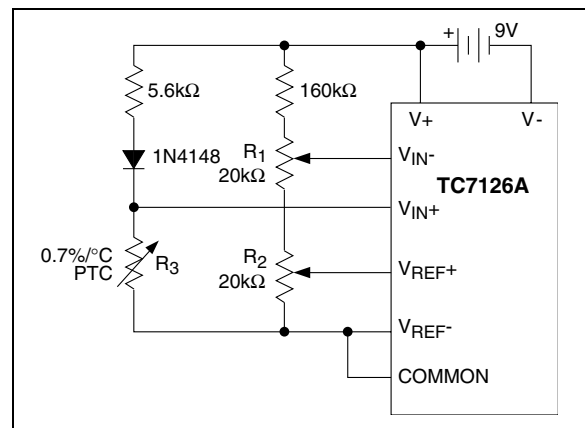 +
9V
5.6kΩ
160kΩ
V+
V-
1N4148
R1
20kΩ
VIN-
TC7126A
VIN+
0.7%/°C
PTC
R3
R2
20kΩ
VREF+
VREF-
COMMON